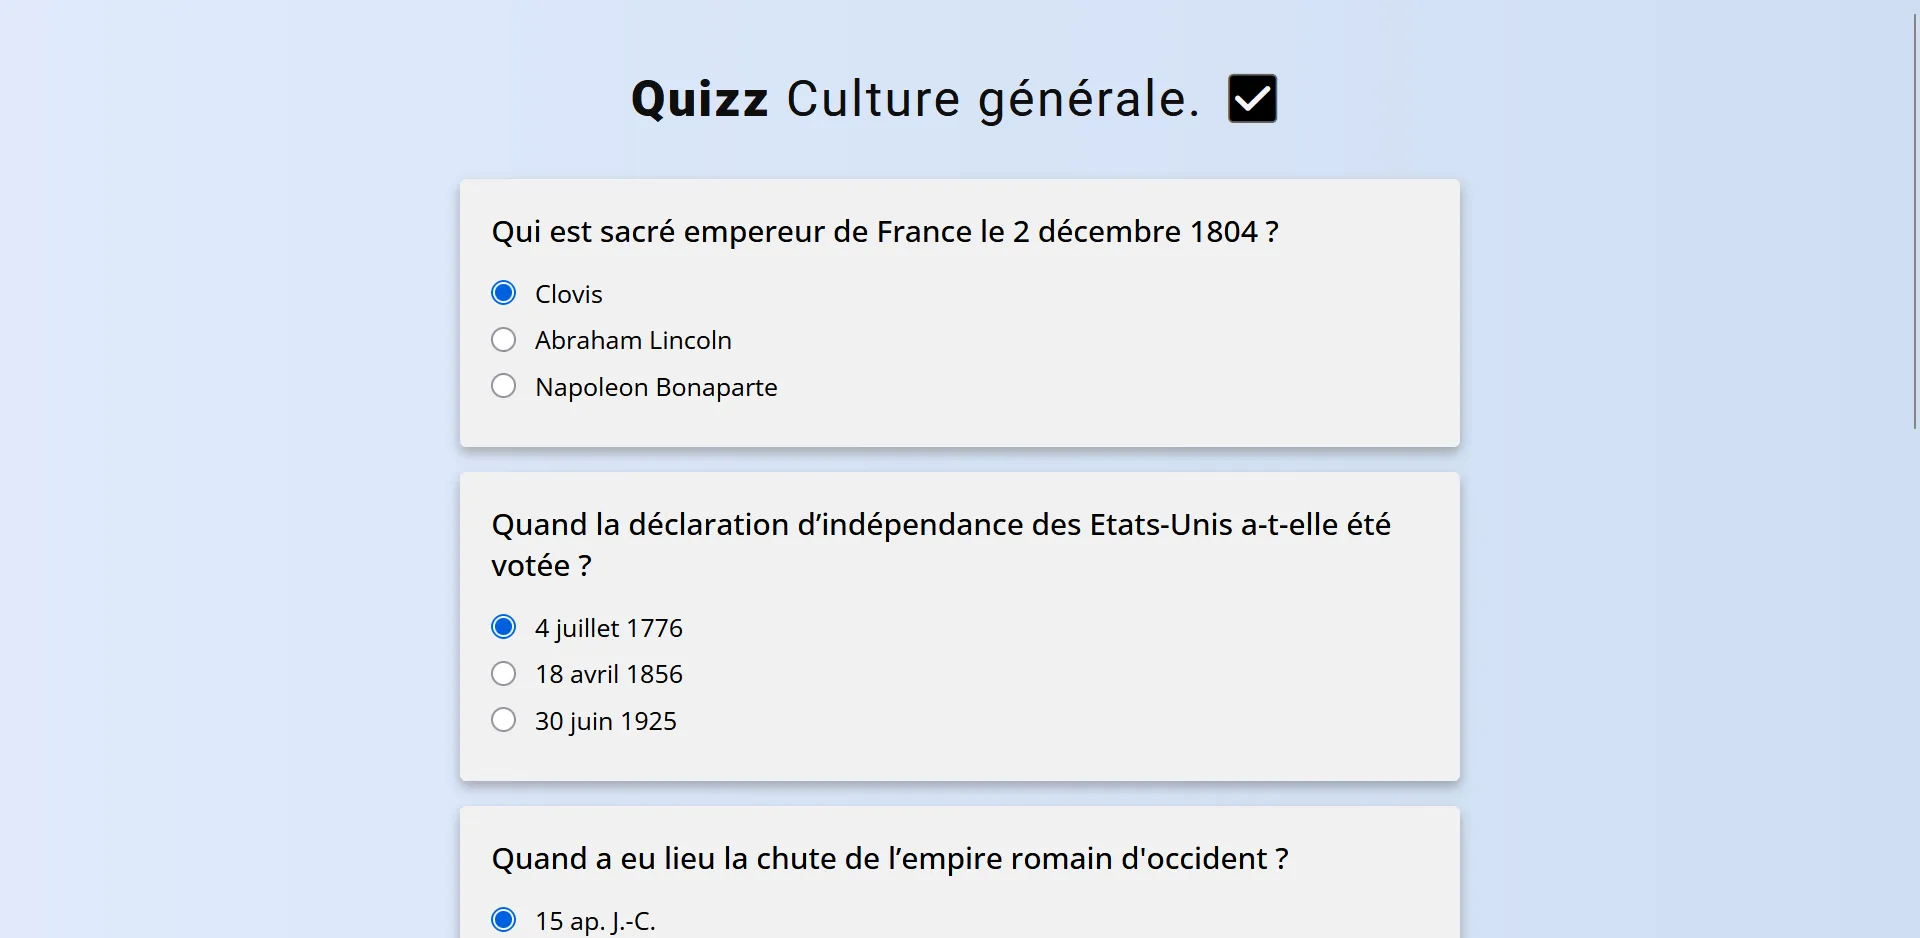 Quizz Culture générale.
Qui est sacré empereur de France le 2 décembre 1804 ?
Clovis
Abraham Lincoln
Napoleon Bonaparte
Quand la déclaration d’indépendance des Etats-Unis a-t-elle été
votée ?
4 juillet 1776
18 avril 1856
30 juin 1925
Quand a eu lieu la chute de l’empire romain d'occident ?
15 ap. J.-C.